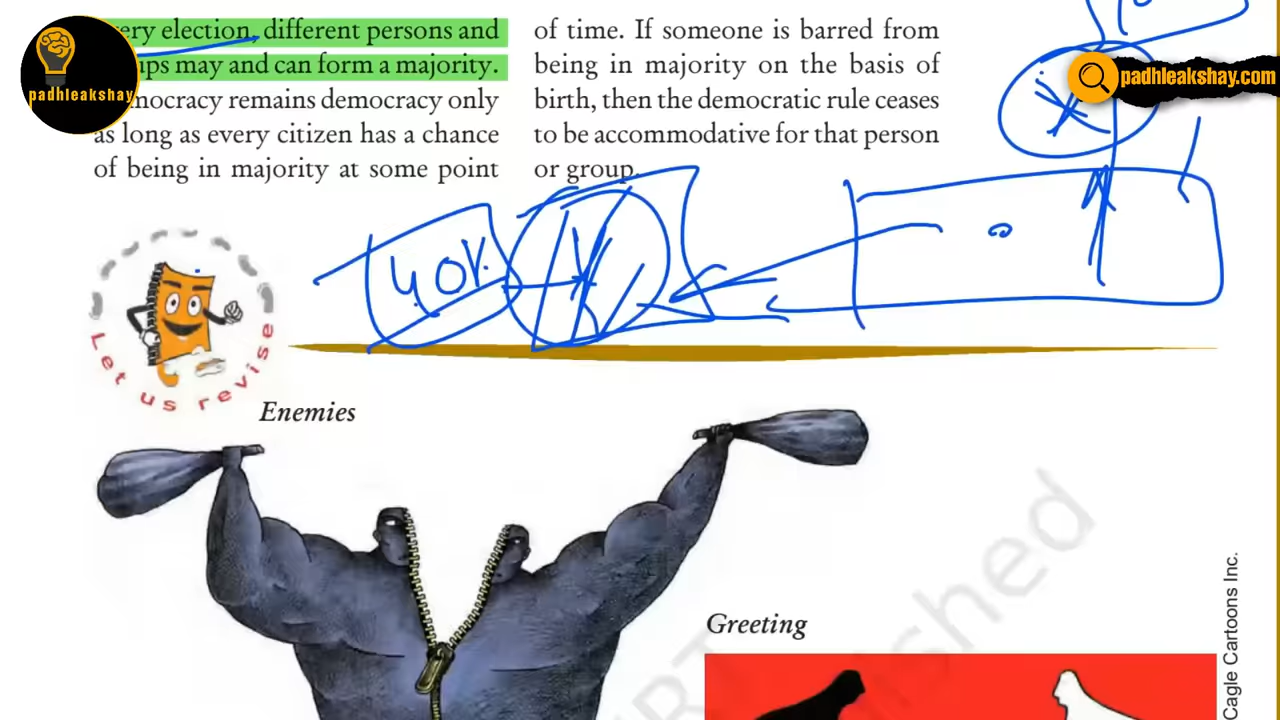 padhleakshay
ery election, different persons and
ps may and can form a majority.
mocracy remains democracy only
as long as every citizen has a chance
of being in majority at some point
of time. If someone is barred from
being in majority on the basis of
birth, then the democratic rule ceases
to be accommodative for that person
or group.
padhleakshay.com
40%
Let us revise
Enemies
Greeting
Cagle Cartoons Inc.